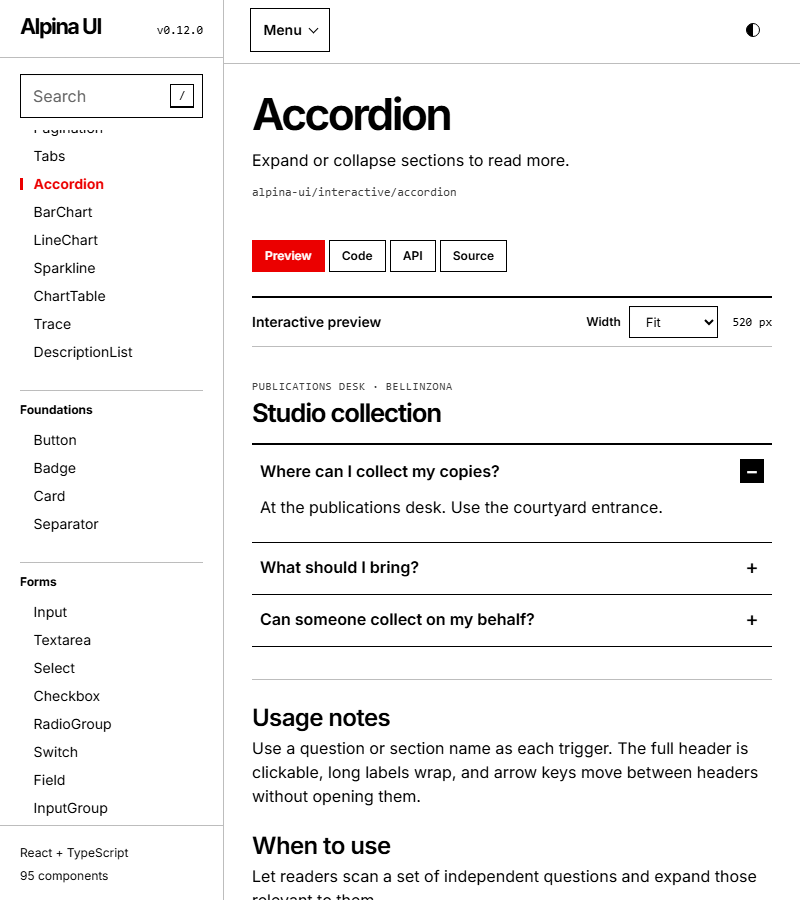 Alpina UI
v0.12.0
Menu
Search
/
Pagination
Tabs
Accordion
BarChart
LineChart
Sparkline
ChartTable
Trace
DescriptionList
Foundations
Button
Badge
Card
Separator
Forms
Input
Textarea
Select
Checkbox
RadioGroup
Switch
Field
InputGroup
React + TypeScript
95 components
Accordion
Expand or collapse sections to read more.
alpina-ui/interactive/accordion
Preview
Code
API
Source
Interactive preview
Width
Fit
520 px
PUBLICATIONS DESK · BELLINZONA
Studio collection
Where can I collect my copies?
At the publications desk. Use the courtyard entrance.
What should I bring?
Can someone collect on my behalf?
Usage notes
Use a question or section name as each trigger. The full header is
clickable, long labels wrap, and arrow keys move between headers
without opening them.
When to use
Let readers scan a set of independent questions and expand those
relevant to them.